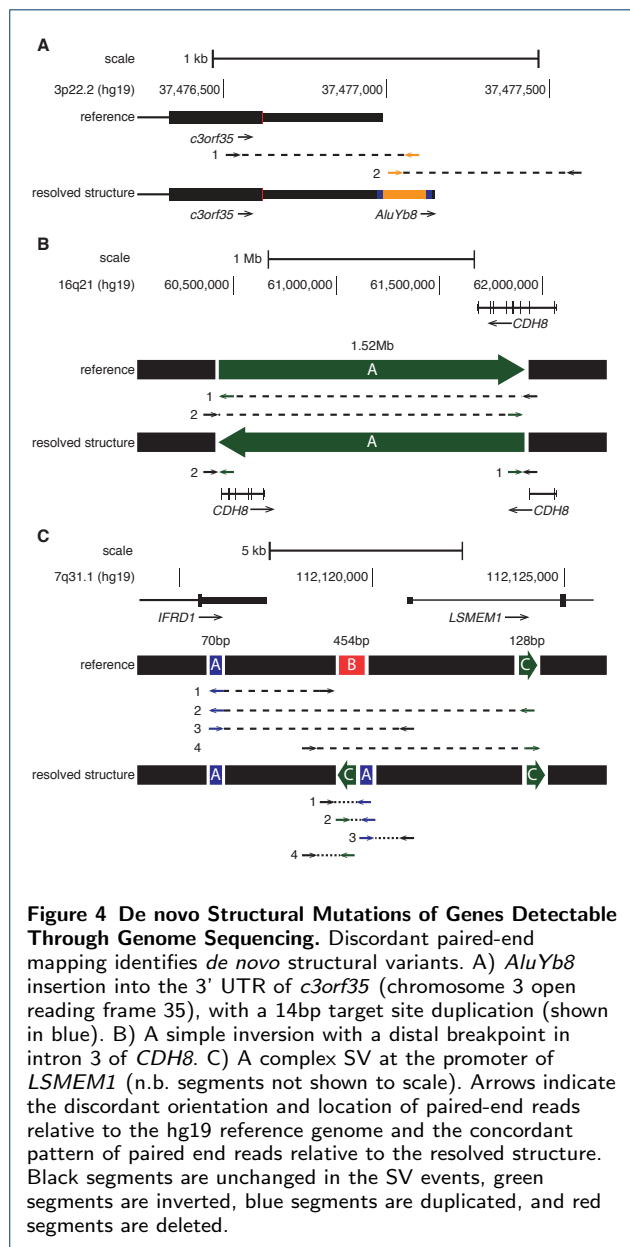 A
scale 1 kb
3p22.2 (hg19) 37,476,500 37,477,000 37,477,500
reference
c3orf35
1
2
resolved structure
c3orf35 AluYb8
B
scale 1 Mb
16q21 (hg19) 60,500,000 61,000,000 61,500,000 62,000,000
CDH8
1.52Mb
reference A
1
2
resolved structure A
2 1
CDH8 CDH8
C
scale 5 kb
7q31.1 (hg19) 112,120,000 112,125,000
IFRD1 LSMEM1
70bp 454bp 128bp
reference A B C
1
2
3
4
resolved structure A C A C
1
2
3
4
Figure 4 De novo Structural Mutations of Genes Detectable
Through Genome Sequencing. Discordant paired-end
mapping identifies de novo structural variants. A) AluYb8
insertion into the 3' UTR of c3orf35 (chromosome 3 open
reading frame 35), with a 14bp target site duplication (shown
in blue). B) A simple inversion with a distal breakpoint in
intron 3 of CDH8. C) A complex SV at the promoter of
LSMEM1 (n.b. segments not shown to scale). Arrows indicate
the discordant orientation and location of paired-end reads
relative to the hg19 reference genome and the concordant
pattern of paired end reads relative to the resolved structure.
Black segments are unchanged in the SV events, green
segments are inverted, blue segments are duplicated, and red
segments are deleted.